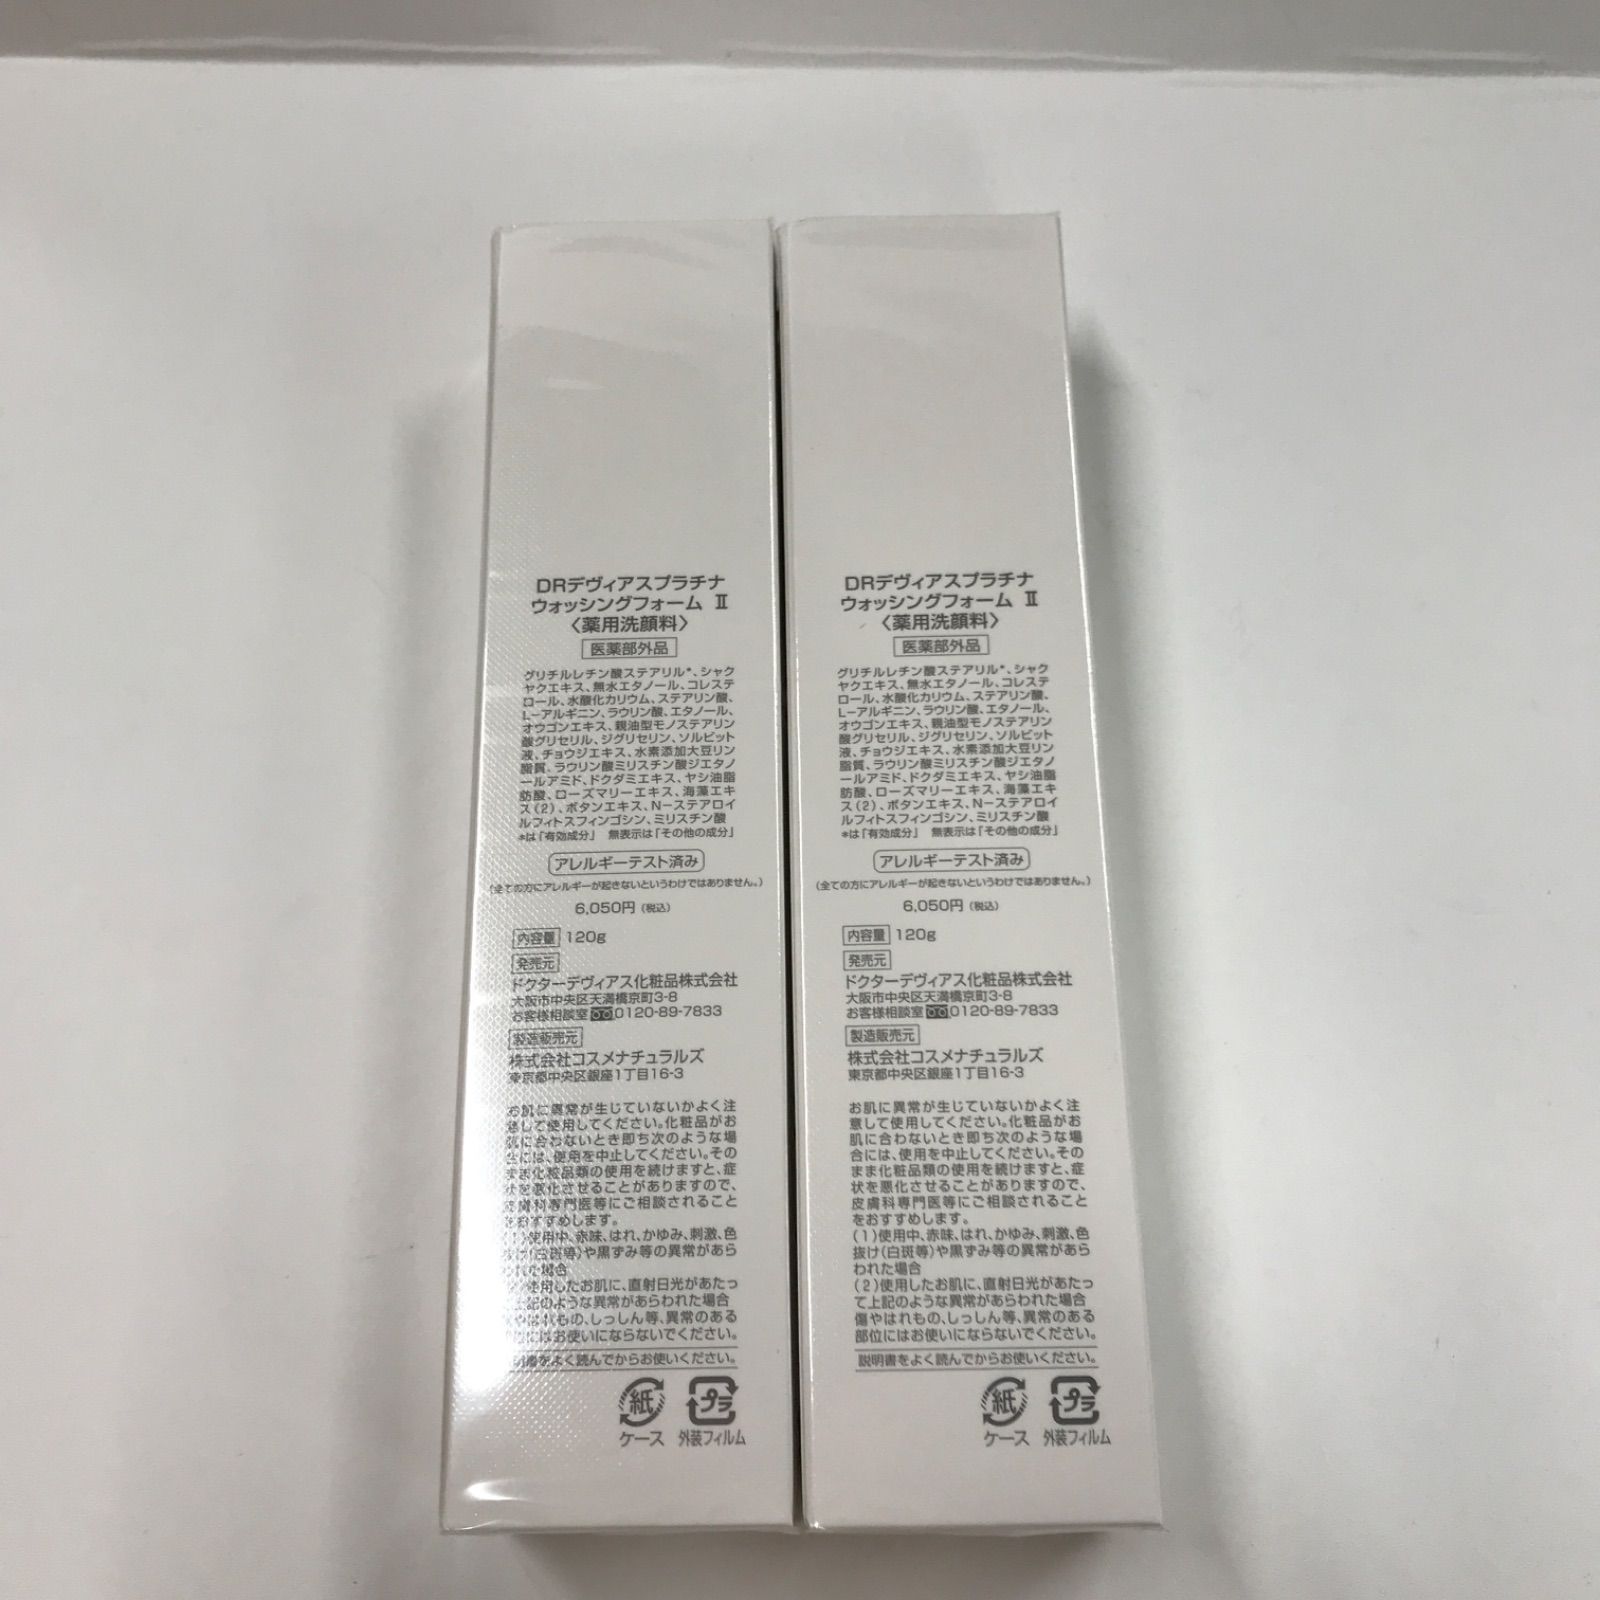 DRデヴィアスプラチナ
ウォッシングフォーム Ⅱ
〈薬用洗顔料〉
医薬部外品
グリチルレチン酸ステアリル*、シャク
ヤクエキス、無水エタノール、コレステ
ロール、水酸化カリウム、ステアリン酸、
L-アルギニン、ラウリン酸、エタノール、
オウゴンエキス、親油型モノステアリン
酸グリセリル、ジグリセリン、ソルビット
液、チョウジエキス、水素添加大豆リン
脂質、ラウリン酸ミリスチン酸ジエタノ
ールアミド、ドクダミエキス、ヤシ油脂
肪酸、ローズマリーエキス、海藻エキ
ス(2)、ボタンエキス、N-ステアロイ
ルフィトスフィンゴシン、ミリスチン酸
*は「有効成分」 無表示は「その他の成分」
アレルギーテスト済み
(全ての方にアレルギーが起きないというわけではありません。)
6,050円(税込)
内容量 120g
発売元
ドクターデヴィアス化粧品株式会社
大阪市中央区天満橋京町3-8
お客様相談室 0120-89-7833
製造販売元
株式会社コスメナチュラルズ
東京都中央区銀座1丁目16-3
お肌に異常が生じていないかよく注
意して使用してください。化粧品がお
肌に合わないとき即ち次のような場
合には、使用を中止してください。その
まま化粧品類の使用を続けますと、症
状を悪化させることがありますので、
皮膚科専門医等にご相談されること
をおすすめします。
(1)使用中、赤味、はれ、かゆみ、刺激、色
抜け(白斑等)や黒ずみ等の異常があら
われた場合
(2)使用したお肌に、直射日光があたっ
て上記のような異常があらわれた場合
傷やはれもの、しっしん等、異常のある
部位にはお使いにならないでください。
説明書をよく読んでからお使いください。
紙 プラ
ケース 外装フィルム
DRデヴィアスプラチナ
ウォッシングフォーム Ⅱ
〈薬用洗顔料〉
医薬部外品
グリチルレチン酸ステアリル*、シャク
ヤクエキス、無水エタノール、コレステ
ロール、水酸化カリウム、ステアリン酸、
L-アルギニン、ラウリン酸、エタノール、
オウゴンエキス、親油型モノステアリン
酸グリセリル、ジグリセリン、ソルビット
液、チョウジエキス、水素添加大豆リン
脂質、ラウリン酸ミリスチン酸ジエタノ
ールアミド、ドクダミエキス、ヤシ油脂
肪酸、ローズマリーエキス、海藻エキ
ス(2)、ボタンエキス、N-ステアロイ
ルフィトスフィンゴシン、ミリスチン酸
*は「有効成分」 無表示は「その他の成分」
アレルギーテスト済み
(全ての方にアレルギーが起きないというわけではありません。)
6,050円(税込)
内容量 120g
発売元
ドクターデヴィアス化粧品株式会社
大阪市中央区天満橋京町3-8
お客様相談室 0120-89-7833
製造販売元
株式会社コスメナチュラルズ
東京都中央区銀座1丁目16-3
お肌に異常が生じていないかよく注
意して使用してください。化粧品がお
肌に合わないとき即ち次のような場
合には、使用を中止してください。その
まま化粧品類の使用を続けますと、症
状を悪化させることがありますので、
皮膚科専門医等にご相談されること
をおすすめします。
(1)使用中、赤味、はれ、かゆみ、刺激、色
抜け(白斑等)や黒ずみ等の異常があら
われた場合
(2)使用したお肌に、直射日光があたっ
て上記のような異常があらわれた場合
傷やはれもの、しっしん等、異常のある
部位にはお使いにならないでください。
説明書をよく読んでからお使いください。
紙 プラ
ケース 外装フィルム